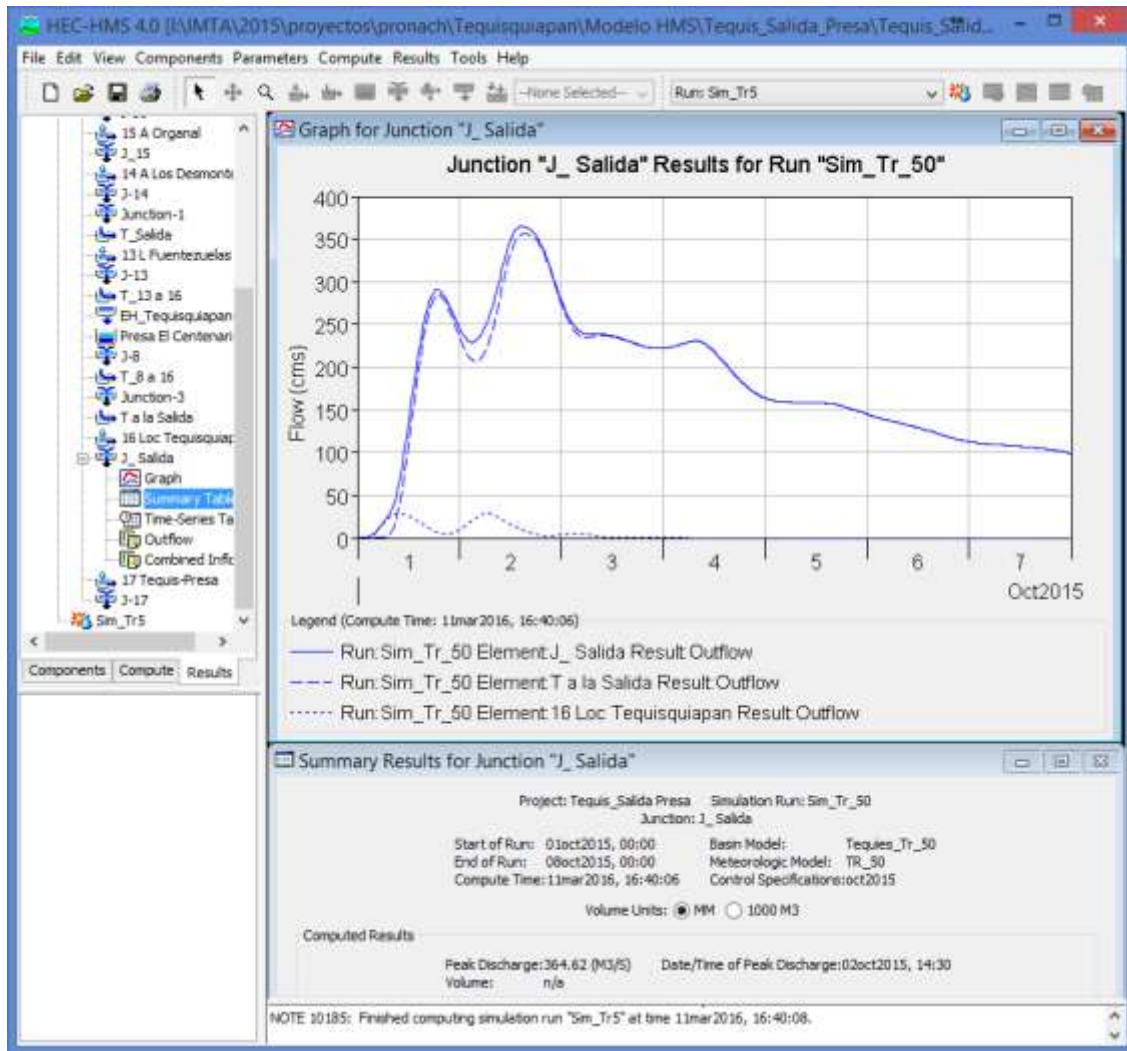 HEC-HMS 4.0 [I:\IMTA\2015\proyectos\pronach\Tequisquiapan\Modelo HMS\Tequis_Salida_Presa\Tequis_Salid...
File Edit View Components Parameters Compute Results Tools Help
--None Selected-- Run: Sim_Tr5
15 A Organal
J_15
14 A Los Desmonte
J-14
Junction-1
T_Salida
13 L Fuentezuelas
J-13
T_13 a 16
EH_Tequisquiapan
Presa El Centenari
J-8
T_8 a 16
Junction-3
T a la Salida
16 Loc Tequisquiap
J_ Salida
Graph
Summary Table
Time-Series Ta
Outflow
Combined Inflo
17 Tequis-Presa
J-17
Sim_Tr5
Components Compute Results
Graph for Junction "J_ Salida"
Junction "J_ Salida" Results for Run "Sim_Tr_50"
400
350
300
250
200
150
100
50
0
Flow (cms)
1 2 3 4 5 6 7
Oct2015
Legend (Compute Time: 11mar2016, 16:40:06)
Run:Sim_Tr_50 Element:J_ Salida Result:Outflow
Run:Sim_Tr_50 Element:T a la Salida Result:Outflow
Run:Sim_Tr_50 Element:16 Loc Tequisquiapan Result:Outflow
Summary Results for Junction "J_ Salida"
Project: Tequis_Salida Presa Simulation Run: Sim_Tr_50
Junction: J_ Salida
Start of Run: 01oct2015, 00:00 Basin Model: Tequies_Tr_50
End of Run: 08oct2015, 00:00 Meteorologic Model: TR_50
Compute Time:11mar2016, 16:40:06 Control Specifications:oct2015
Volume Units: MM 1000 M3
Computed Results
Peak Discharge:364.62 (M3/S) Date/Time of Peak Discharge:02oct2015, 14:30
Volume: n/a
NOTE 10185: Finished computing simulation run "Sim_Tr5" at time 11mar2016, 16:40:08.